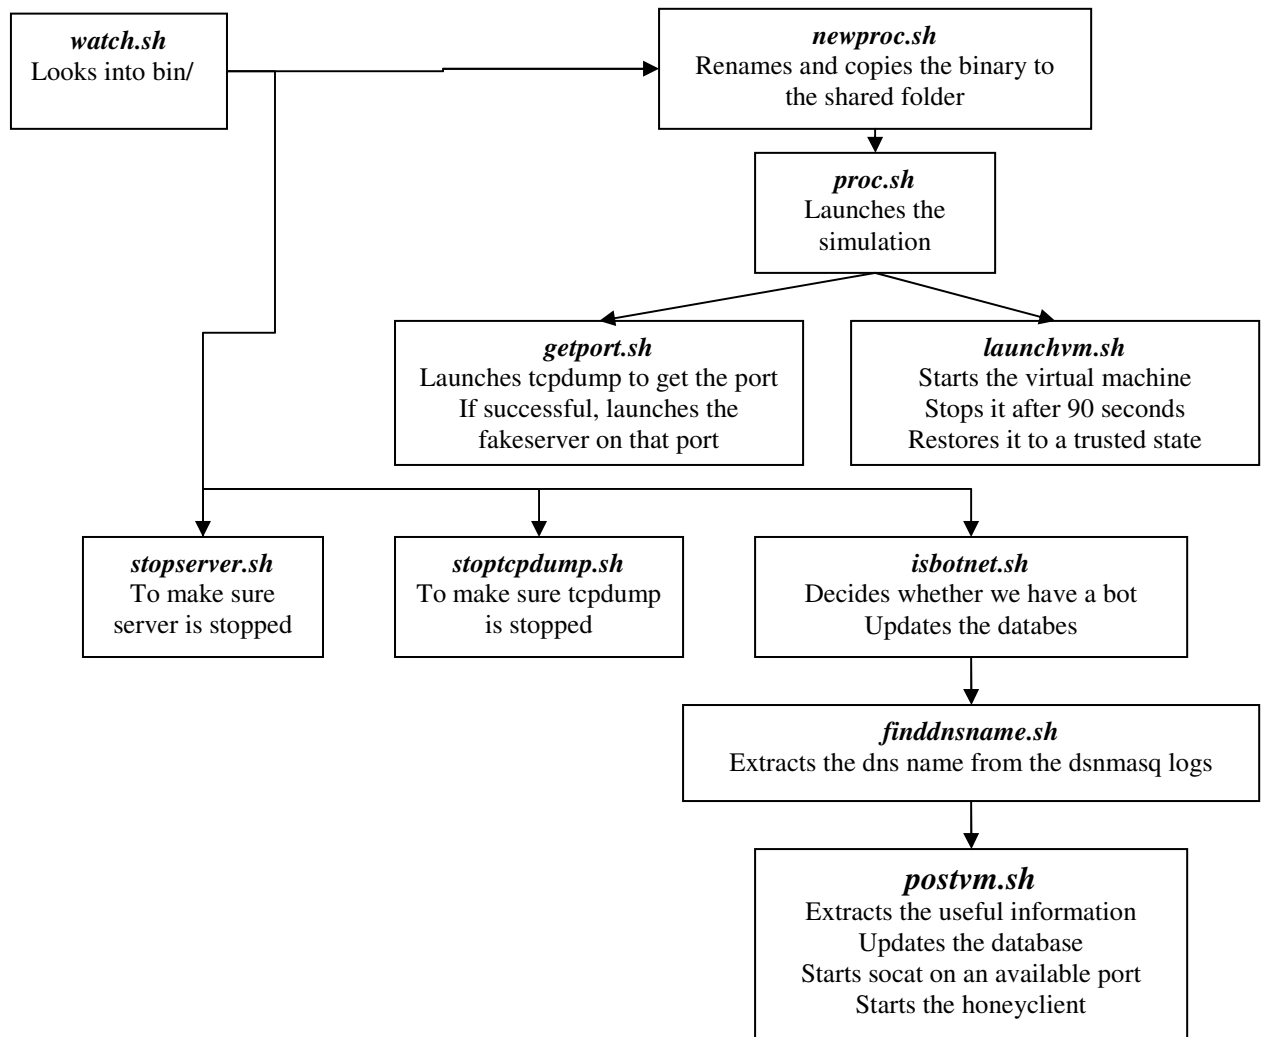 watch.sh
Looks into bin/
newproc.sh
Renames and copies the binary to
the shared folder
proc.sh
Launches the
simulation
getport.sh
Launches tcpdump to get the port
If successful, launches the
fakeserver on that port
launchvm.sh
Starts the virtual machine
Stops it after 90 seconds
Restores it to a trusted state
stopserver.sh
To make sure
server is stopped
stoptcpdump.sh
To make sure tcpdump
is stopped
isbotnet.sh
Decides whether we have a bot
Updates the databes
finddnsname.sh
Extracts the dns name from the dsnmasq logs
postvm.sh
Extracts the useful information
Updates the database
Starts socat on an available port
Starts the honeyclient